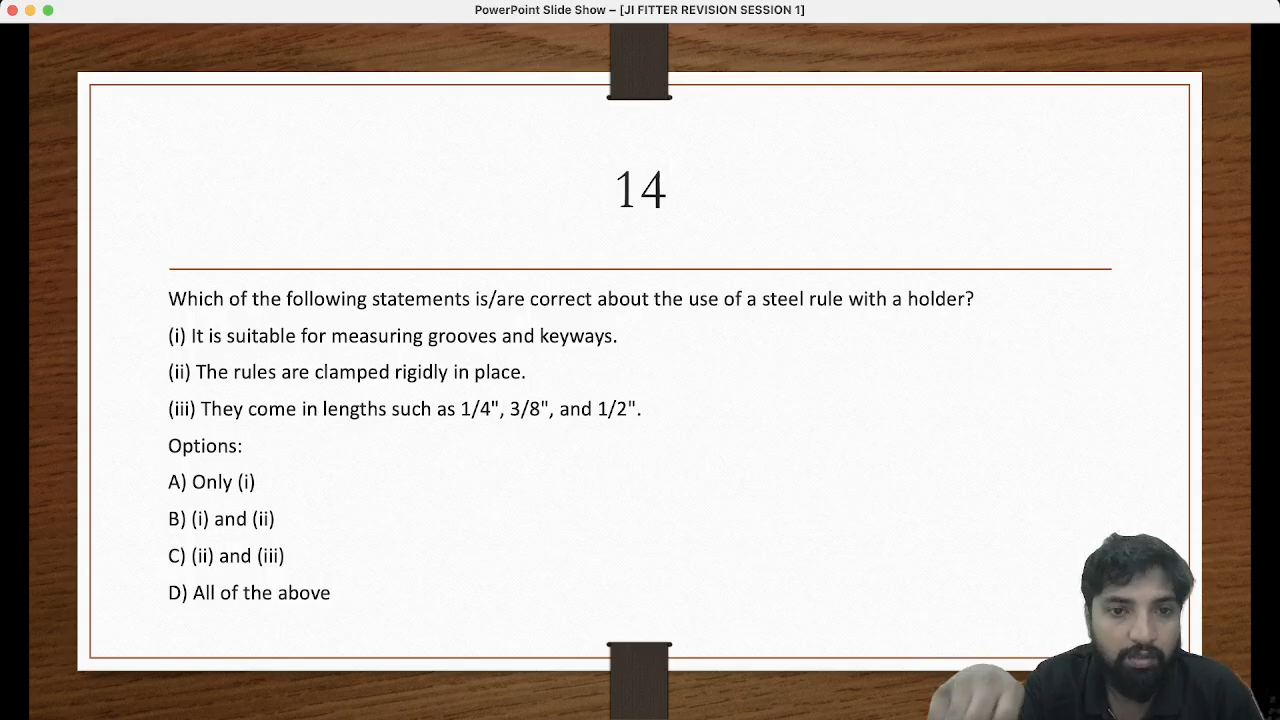 PowerPoint Slide Show – [JI FITTER REVISION SESSION 1]
14
Which of the following statements is/are correct about the use of a steel rule with a holder?
(i) It is suitable for measuring grooves and keyways.
(ii) The rules are clamped rigidly in place.
(iii) They come in lengths such as 1/4", 3/8", and 1/2".
Options:
A) Only (i)
B) (i) and (ii)
C) (ii) and (iii)
D) All of the above